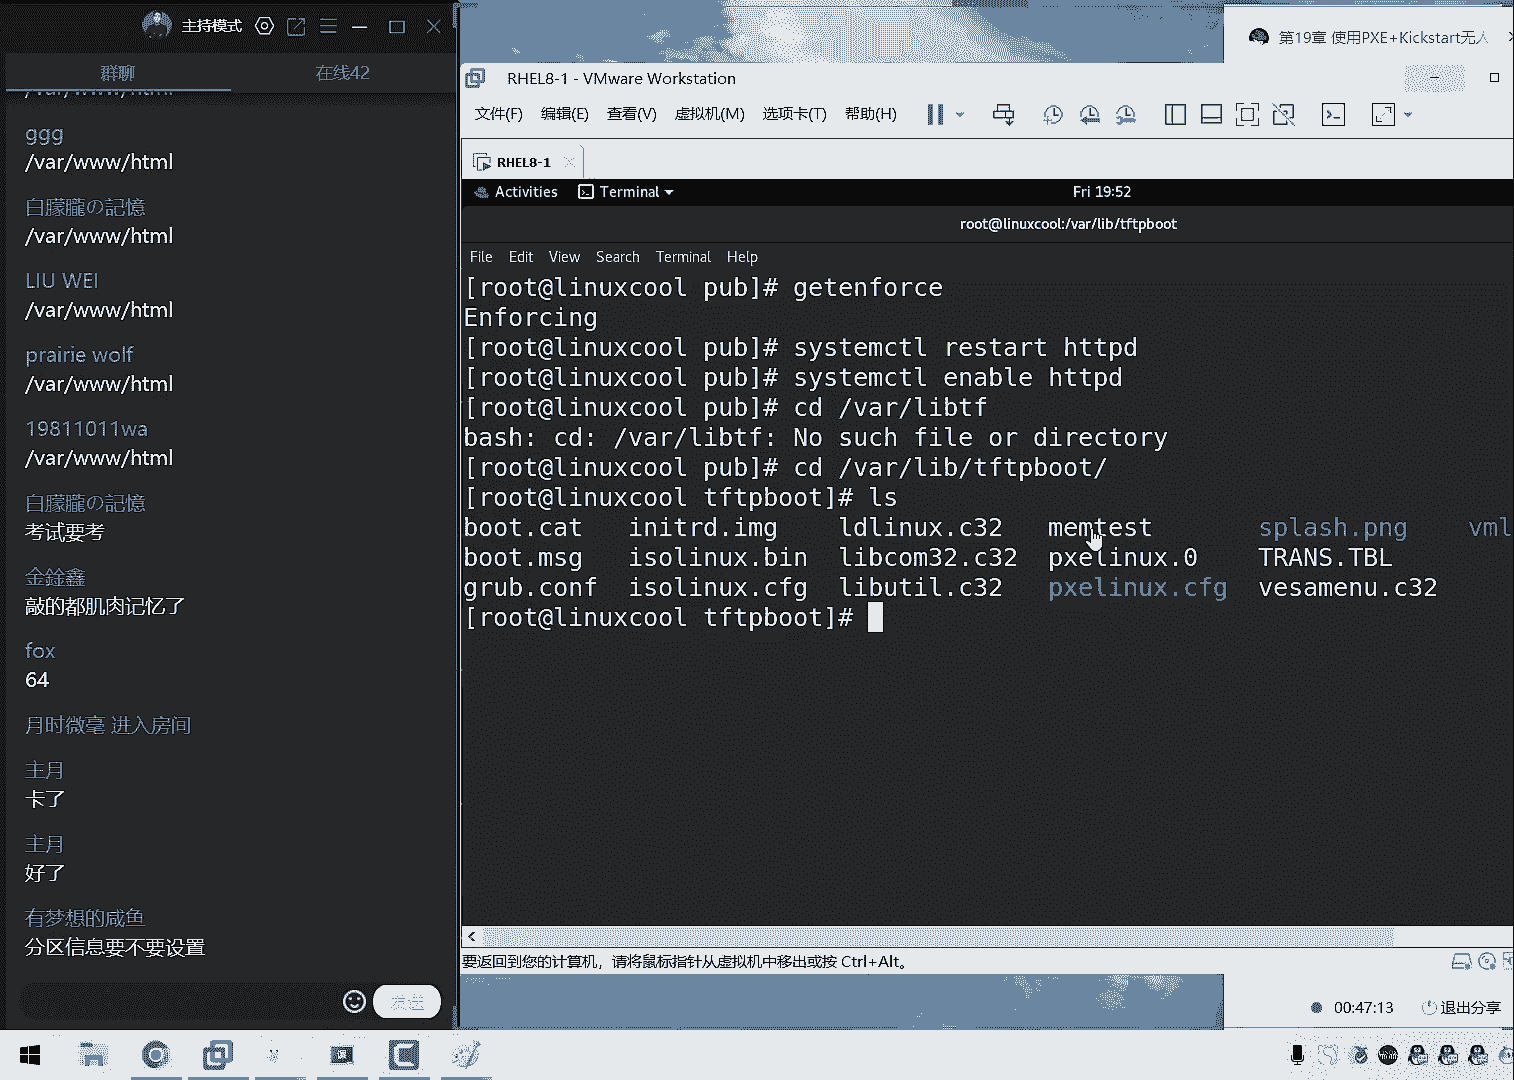 主持模式
群聊
在线42
/var/www/html
ggg
/var/www/html
白朦朧の記憶
/var/www/html
LIU WEI
/var/www/html
prairie wolf
/var/www/html
19811011wa
/var/www/html
白朦朧の記憶
考试要考
金銓鑫
敲的都肌肉记忆了
fox
64
月时微毫 进入房间
主月
卡了
主月
好了
有梦想的咸鱼
分区信息要不要设置
发送
第19章 使用PXE+Kickstart无人
RHEL8-1 - VMware Workstation
文件(F) 编辑(E) 查看(V) 虚拟机(M) 选项卡(T) 帮助(H)
RHEL8-1
Activities Terminal Fri 19:52
root@linuxcool:/var/lib/tftpboot
File Edit View Search Terminal Help
[root@linuxcool pub]# getenforce
Enforcing
[root@linuxcool pub]# systemctl restart httpd
[root@linuxcool pub]# systemctl enable httpd
[root@linuxcool pub]# cd /var/libtf
bash: cd: /var/libtf: No such file or directory
[root@linuxcool pub]# cd /var/lib/tftpboot/
[root@linuxcool tftpboot]# ls
boot.cat initrd.img ldlinux.c32 memtest splash.png vml
boot.msg isolinux.bin libcom32.c32 pxelinux.0 TRANS.TBL
grub.conf isolinux.cfg libutil.c32 pxelinux.cfg vesamenu.c32
[root@linuxcool tftpboot]#
要返回到您的计算机，请将鼠标指针从虚拟机中移出或按 Ctrl+Alt。
00:47:13 退出分享